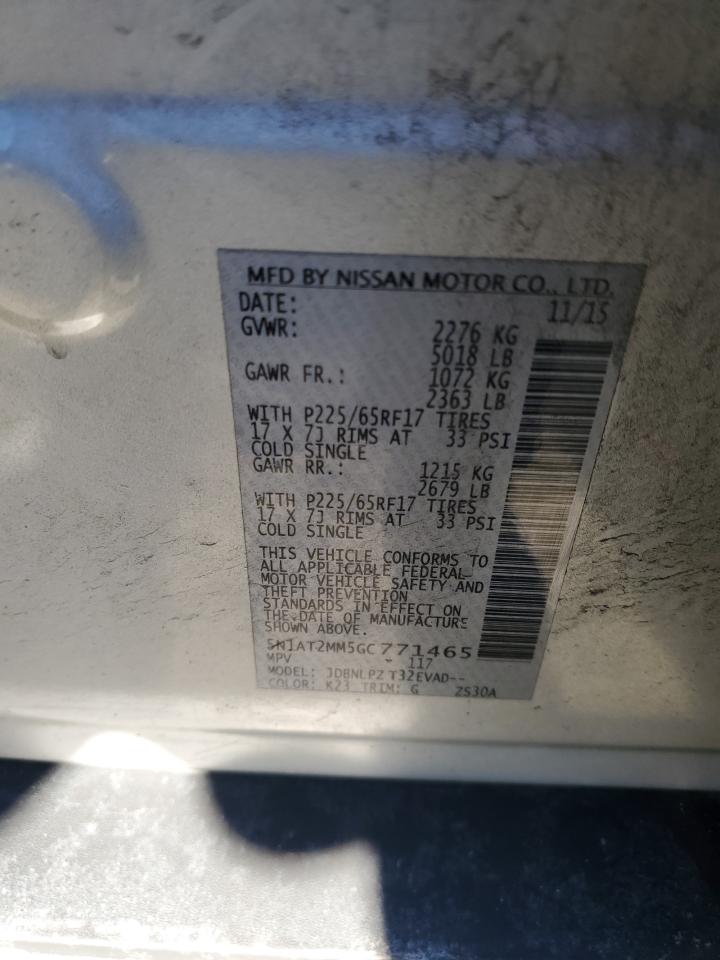 MFD BY NISSAN MOTOR CO., LTD.
DATE: 11/15
GVWR: 2276 KG
5018 LB
GAWR FR.: 1072 KG
2363 LB
WITH P225/65RF17 TIRES
17 X 7J RIMS AT 33 PSI
COLD SINGLE
GAWR RR.: 1215 KG
2679 LB
WITH P225/65RF17 TIRES
17 X 7J RIMS AT 33 PSI
COLD SINGLE
THIS VEHICLE CONFORMS TO
ALL APPLICABLE FEDERAL
MOTOR VEHICLE SAFETY AND
THEFT PREVENTION
STANDARDS IN EFFECT ON
THE DATE OF MANUFACTURE
SHOWN ABOVE.
5N1AT2MM5GC771465
MPV - 117
MODEL: JDBNLPZ T32EVAD--
COLOR: K23 TRIM: G ZS30A